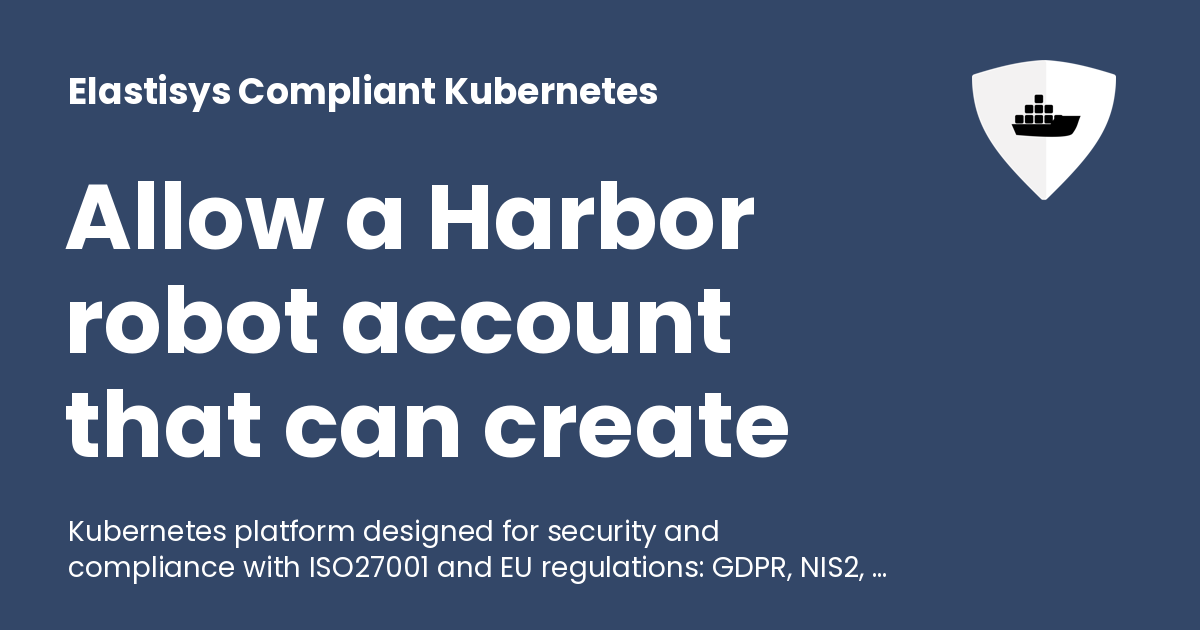 Elastisys Compliant Kubernetes
Allow a Harbor
robot account
that can create
Kubernetes platform designed for security and
compliance with ISO27001 and EU regulations: GDPR, NIS2, ...